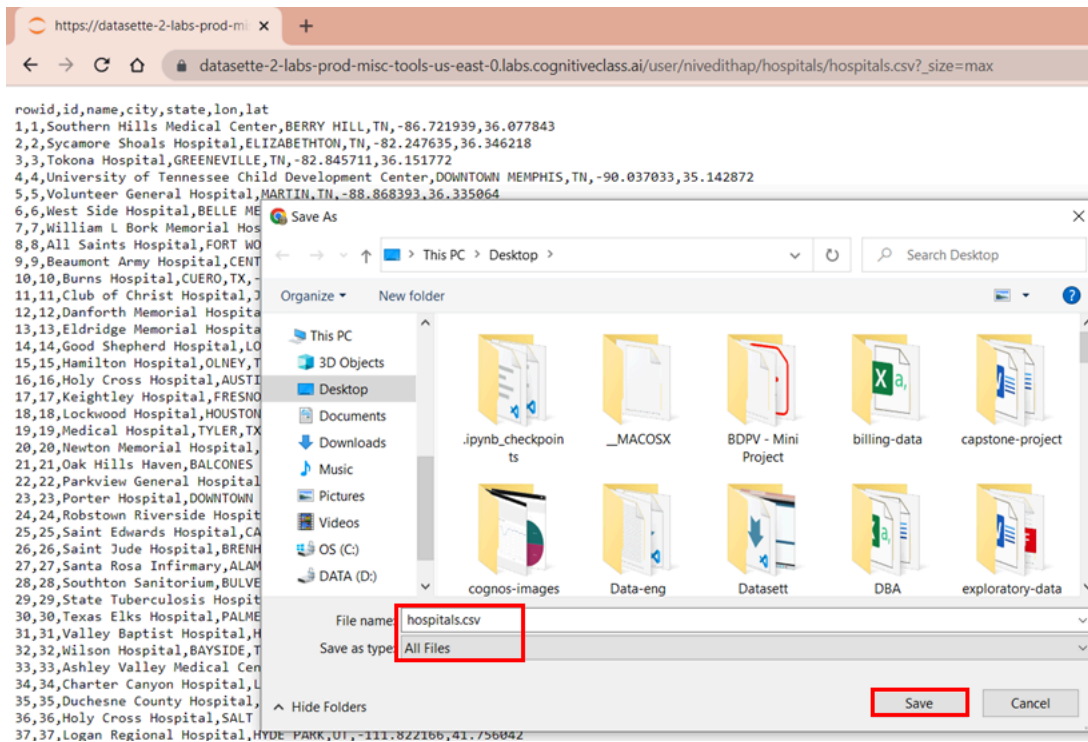 https://datasette-2-labs-prod-mi
datasette-2-labs-prod-misc-tools-us-east-0.labs.cognitiveclass.ai/user/nivedithap/hospitals/hospitals.csv?_size=max
rowid,id,name,city,state,lon,lat
1,1,Southern Hills Medical Center,BERRY HILL,TN,-86.721939,36.077843
2,2,Sycamore Shoals Hospital,ELIZABETHTON,TN,-82.247635,36.346218
3,3,Tokona Hospital,GREENEVILLE,TN,-82.845711,36.151772
4,4,University of Tennessee Child Development Center,DOWNTOWN MEMPHIS,TN,-90.037033,35.142872
5,5,Volunteer General Hospital,MARTIN,TN,-88.868393,36.335064
6,6,West Side Hospital,BELLE ME
7,7,William L Bork Memorial Hos
8,8,All Saints Hospital,FORT WO
9,9,Beaumont Army Hospital,CENT
10,10,Burns Hospital,CUERO,TX,-
11,11,Club of Christ Hospital,J
12,12,Danforth Memorial Hospita
13,13,Eldridge Memorial Hospita
14,14,Good Shepherd Hospital,LO
15,15,Hamilton Hospital,OLNEY,T
16,16,Holy Cross Hospital,AUSTI
17,17,Keightley Hospital,FRESNO
18,18,Lockwood Hospital,HOUSTON
19,19,Medical Hospital,TYLER,TX
20,20,Newton Memorial Hospital,
21,21,Oak Hills Haven,BALCONES
22,22,Parkview General Hospital
23,23,Porter Hospital,DOWNTOWN
24,24,Robstown Riverside Hospit
25,25,Saint Edwards Hospital,CA
26,26,Saint Jude Hospital,BRENH
27,27,Santa Rosa Infirmary,ALAM
28,28,Southton Sanitorium,BULVE
29,29,State Tuberculosis Hospit
30,30,Texas Elks Hospital,PALME
31,31,Valley Baptist Hospital,H
32,32,Wilson Hospital,BAYSIDE,T
33,33,Ashley Valley Medical Cen
34,34,Charter Canyon Hospital,L
35,35,Duchesne County Hospital,
36,36,Holy Cross Hospital,SALT
37,37,Logan Regional Hospital,HYDE PARK,UT,-111.822166,41.756042
Save As
This PC > Desktop >
Search Desktop
Organize
New folder
This PC
3D Objects
Desktop
Documents
Downloads
Music
Pictures
Videos
OS (C:)
DATA (D:)
.ipynb_checkpoin
ts
__MACOSX
BDPV - Mini
Project
billing-data
capstone-project
cognos-images
Data-eng
Datasett
DBA
exploratory-data
File name: hospitals.csv
Save as type: All Files
Hide Folders
Save
Cancel